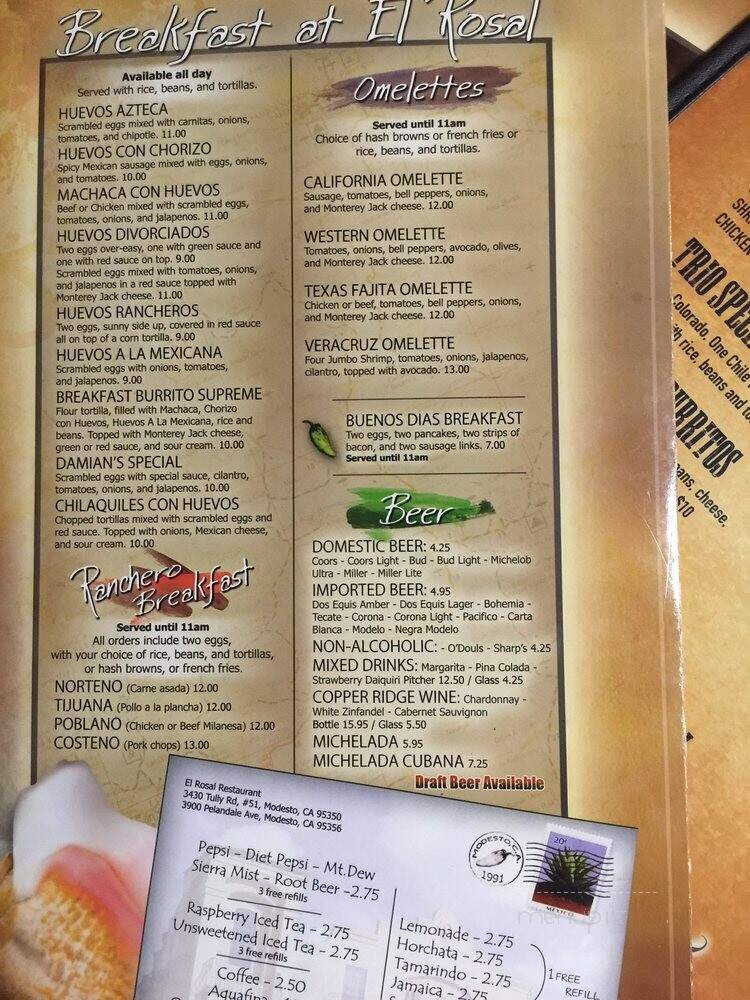 Breakfast at El Rosal
Available all day
Served with rice, beans, and tortillas.
HUEVOS AZTECA
Scrambled eggs mixed with carnitas, onions,
tomatoes, and chipotle. 11.00
HUEVOS CON CHORIZO
Spicy Mexican sausage mixed with eggs, onions,
and tomatoes. 10.00
MACHACA CON HUEVOS
Beef or Chicken mixed with scrambled eggs,
tomatoes, onions, and jalapenos. 11.00
HUEVOS DIVORCIADOS
Two eggs over-easy, one with green sauce and
one with red sauce on top. 9.00
Scrambled eggs mixed with tomatoes, onions,
and jalapenos in a red sauce topped with
Monterey Jack cheese. 11.00
HUEVOS RANCHEROS
Two eggs, sunny side up, covered in red sauce
all on top of a corn tortilla. 9.00
HUEVOS A LA MEXICANA
Scrambled eggs with onions, tomatoes,
and jalapenos. 9.00
BREAKFAST BURRITO SUPREME
Flour tortilla, filled with Machaca, Chorizo
con Huevos, Huevos A La Mexicana, rice and
beans. Topped with Monterey Jack cheese,
green or red sauce, and sour cream. 10.00
DAMIAN'S SPECIAL
Scrambled eggs with special sauce, cilantro,
tomatoes, onions, and jalapenos. 10.00
CHILAQUILES CON HUEVOS
Chopped tortillas mixed with scrambled eggs and
red sauce. Topped with onions, Mexican cheese,
and sour cream. 10.00
Ranchero
Breakfast
Served until 11am
All orders include two eggs,
with your choice of rice, beans, and tortillas,
or hash browns, or french fries.
NORTENO (Carne asada) 12.00
TIJUANA (Pollo a la plancha) 12.00
POBLANO (Chicken or Beef Milanesa) 12.00
COSTENO (Pork chops) 13.00
Omelettes
Served until 11am
Choice of hash browns or french fries or
rice, beans, and tortillas.
CALIFORNIA OMELETTE
Sausage, tomatoes, bell peppers, onions,
and Monterey Jack cheese. 12.00
WESTERN OMELETTE
Tomatoes, onions, bell peppers, avocado, olives,
and Monterey Jack cheese. 12.00
TEXAS FAJITA OMELETTE
Chicken or beef, tomatoes, bell peppers, onions,
and Monterey Jack cheese. 12.00
VERACRUZ OMELETTE
Four Jumbo Shrimp, tomatoes, onions, jalapenos,
cilantro, topped with avocado. 13.00
BUENOS DIAS BREAKFAST
Two eggs, two pancakes, two strips of
bacon, and two sausage links. 7.00
Served until 11am
Beer
DOMESTIC BEER: 4.25
Coors - Coors Light - Bud - Bud Light - Michelob
Ultra - Miller - Miller Lite
IMPORTED BEER: 4.95
Dos Equis Amber - Dos Equis Lager - Bohemia -
Tecate - Corona - Corona Light - Pacifico - Carta
Blanca - Modelo - Negra Modelo
NON-ALCOHOLIC: - O'Douls - Sharp's 4.25
MIXED DRINKS: Margarita - Pina Colada -
Strawberry Daiquiri Pitcher 12.50 / Glass 4.25
COPPER RIDGE WINE: Chardonnay -
White Zinfandel - Cabernet Sauvignon
Bottle 15.95 / Glass 5.50
MICHELADA 5.95
MICHELADA CUBANA 7.25
Draft Beer Available
El Rosal Restaurant
3430 Tully Rd, #51, Modesto, CA 95350
3900 Pelandale Ave, Modesto, CA 95356
Pepsi - Diet Pepsi - Mt.Dew
Sierra Mist - Root Beer -2.75
3 free refills
Raspberry Iced Tea - 2.75
Unsweetened Iced Tea - 2.75
3 free refills
Coffee - 2.50
Aquafina
MODESTO, CA.
1991
20¢
MEXICO
Lemonade - 2.75
Horchata - 2.75
Tamarindo - 2.75
Jamaica - 2.75
1 FREE
REFILL
CHICKEN
TRIO
Colorado, One Chile
with rice, beans and
BURRITOS
cheese,
$10